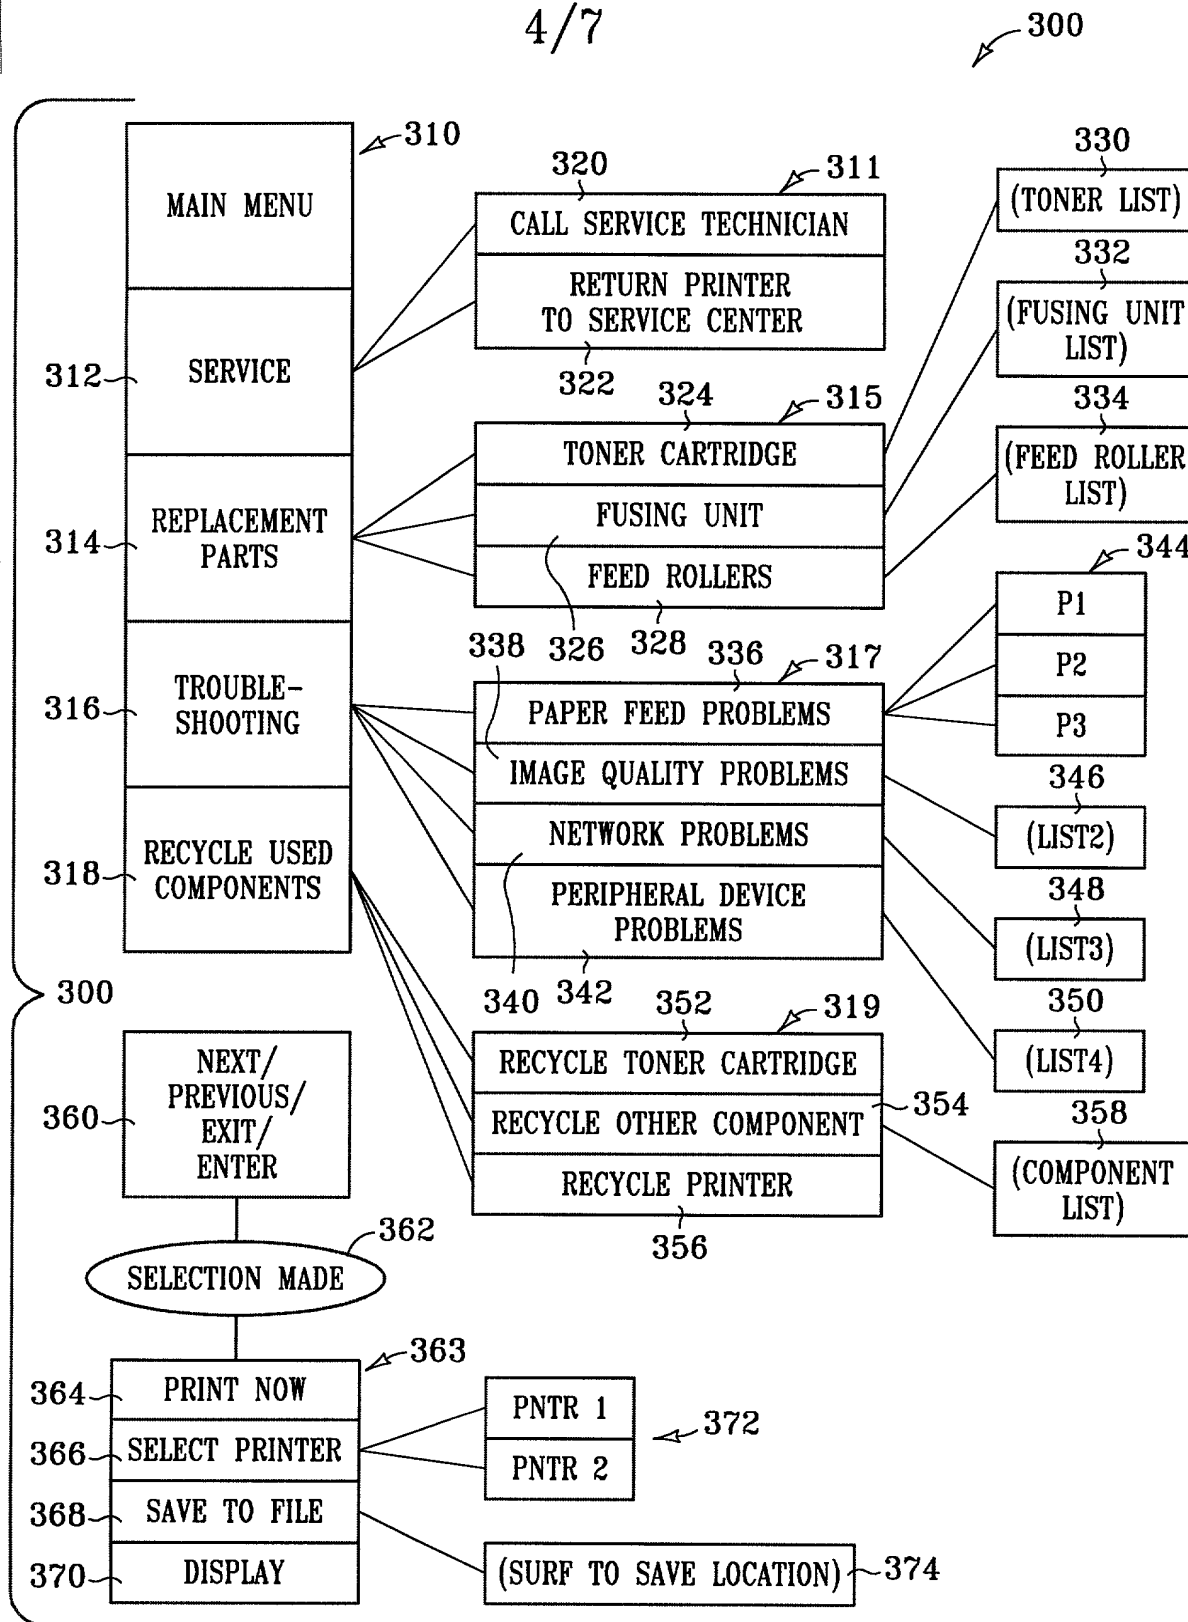 4/7
300
310
MAIN MENU
312
SERVICE
314
REPLACEMENT
PARTS
316
TROUBLE-
SHOOTING
318
RECYCLE USED
COMPONENTS
300
320
311
CALL SERVICE TECHNICIAN
RETURN PRINTER
TO SERVICE CENTER
322
324
315
TONER CARTRIDGE
FUSING UNIT
FEED ROLLERS
326
328
338
336
317
PAPER FEED PROBLEMS
IMAGE QUALITY PROBLEMS
NETWORK PROBLEMS
PERIPHERAL DEVICE
PROBLEMS
340
342
352
319
RECYCLE TONER CARTRIDGE
RECYCLE OTHER COMPONENT
354
RECYCLE PRINTER
356
330
(TONER LIST)
332
(FUSING UNIT
LIST)
334
(FEED ROLLER
LIST)
344
P1
P2
P3
346
(LIST2)
348
(LIST3)
350
(LIST4)
358
(COMPONENT
LIST)
360
NEXT/
PREVIOUS/
EXIT/
ENTER
362
SELECTION MADE
363
364
PRINT NOW
366
SELECT PRINTER
368
SAVE TO FILE
370
DISPLAY
PNTR 1
PNTR 2
372
(SURF TO SAVE LOCATION)
374